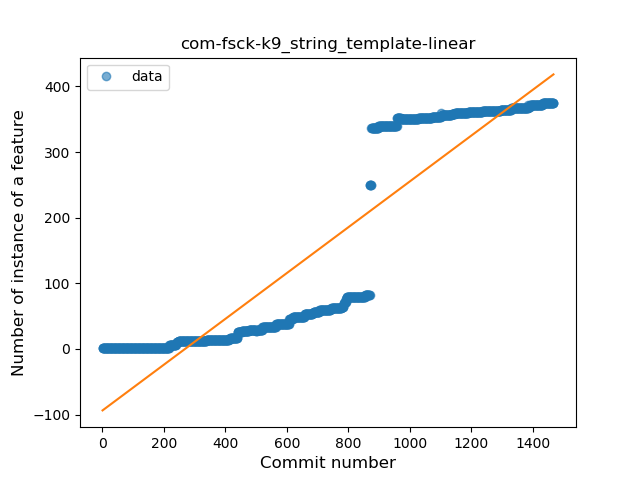 com-fsck-k9_string_template-linear
data
Number of instance of a feature
400
300
200
100
0
−100
0 200 400 600 800 1000 1200 1400
Commit number